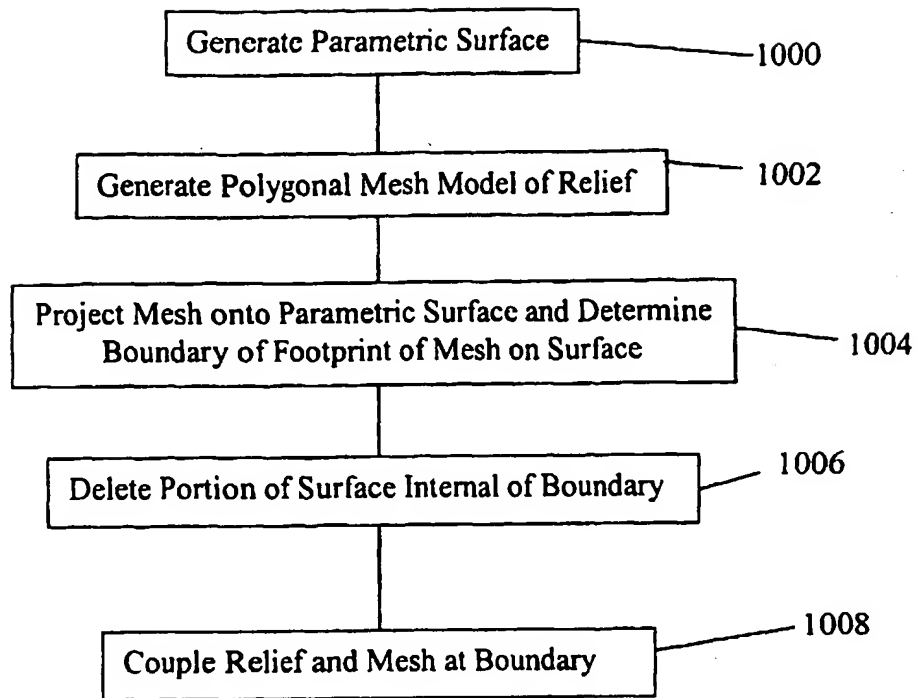 Generate Parametric Surface
1000
Generate Polygonal Mesh Model of Relief
1002
Project Mesh onto Parametric Surface and Determine
Boundary of Footprint of Mesh on Surface
1004
Delete Portion of Surface Internal of Boundary
1006
Couple Relief and Mesh at Boundary
1008